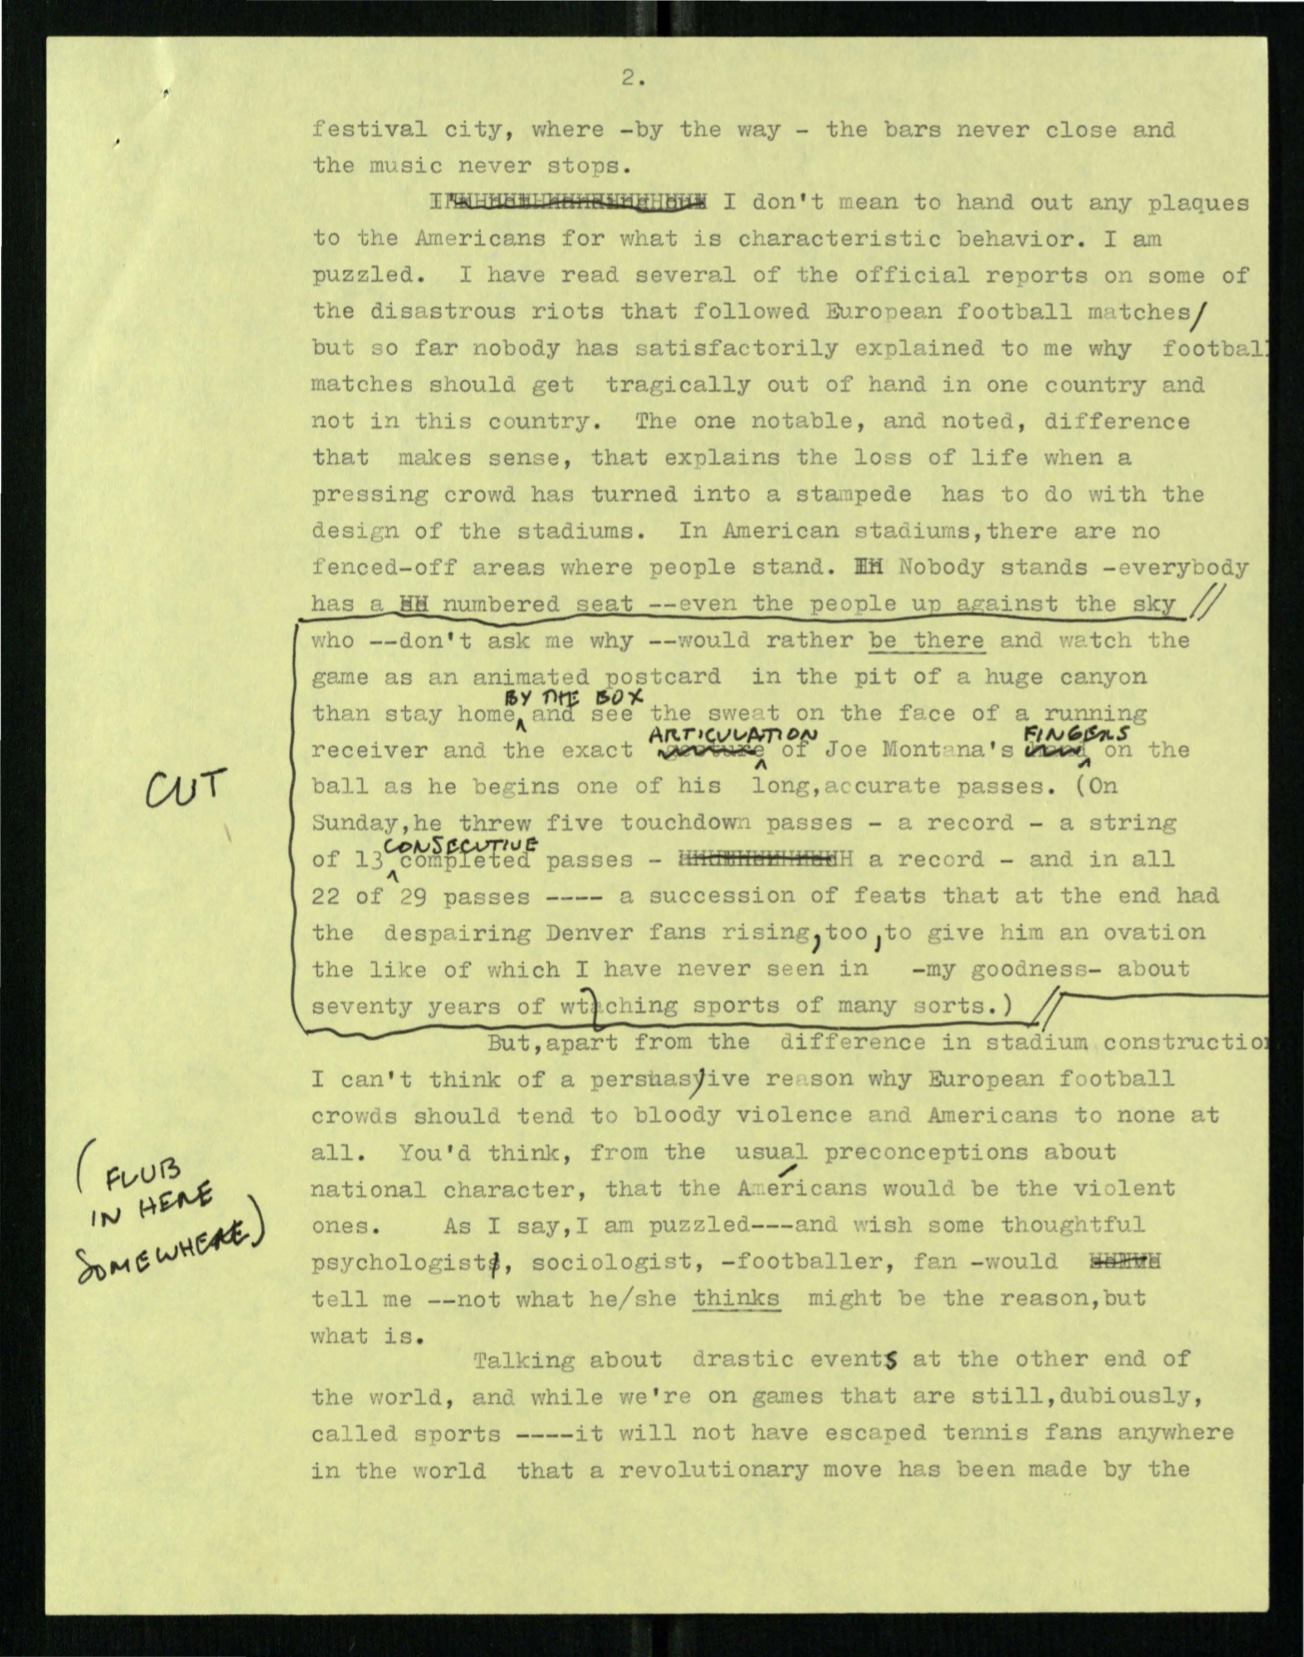 2.
festival city, where -by the way - the bars never close and
the music never stops.
I don't mean to hand out any plaques
to the Americans for what is characteristic behavior. I am
puzzled. I have read several of the official reports on some of
the disastrous riots that followed European football matches/
but so far nobody has satisfactorily explained to me why footbal
matches should get tragically out of hand in one country and
not in this country. The one notable, and noted, difference
that makes sense, that explains the loss of life when a
pressing crowd has turned into a stampede has to do with the
design of the stadiums. In American stadiums,there are no
fenced-off areas where people stand. Nobody stands -everybody
has a numbered seat --even the people up against the sky //
who --don't ask me why --would rather be there and watch the
game as an animated postcard in the pit of a huge canyon
BY THE BOX
than stay home, and see the sweat on the face of a running
ARTICULATION FINGERS
receiver and the exact of Joe Montana's on the
CUT
ball as he begins one of his long,accurate passes. (On
Sunday,he threw five touchdown passes - a record - a string
CONSECUTIVE
of 13 completed passes - a record - and in all
22 of 29 passes ---- a succession of feats that at the end had
the despairing Denver fans rising,too,to give him an ovation
the like of which I have never seen in -my goodness- about
seventy years of wtaching sports of many sorts.) //
But,apart from the difference in stadium constructio
I can't think of a persuasive reason why European football
crowds should tend to bloody violence and Americans to none at
all. You'd think, from the usual preconceptions about
(FLUB
IN HERE
SOMEWHERE)
national character, that the Americans would be the violent
ones. As I say,I am puzzled---and wish some thoughtful
psychologist, sociologist, -footballer, fan -would
tell me --not what he/she thinks might be the reason,but
what is.
Talking about drastic events at the other end of
the world, and while we're on games that are still,dubiously,
called sports ----it will not have escaped tennis fans anywhere
in the world that a revolutionary move has been made by the